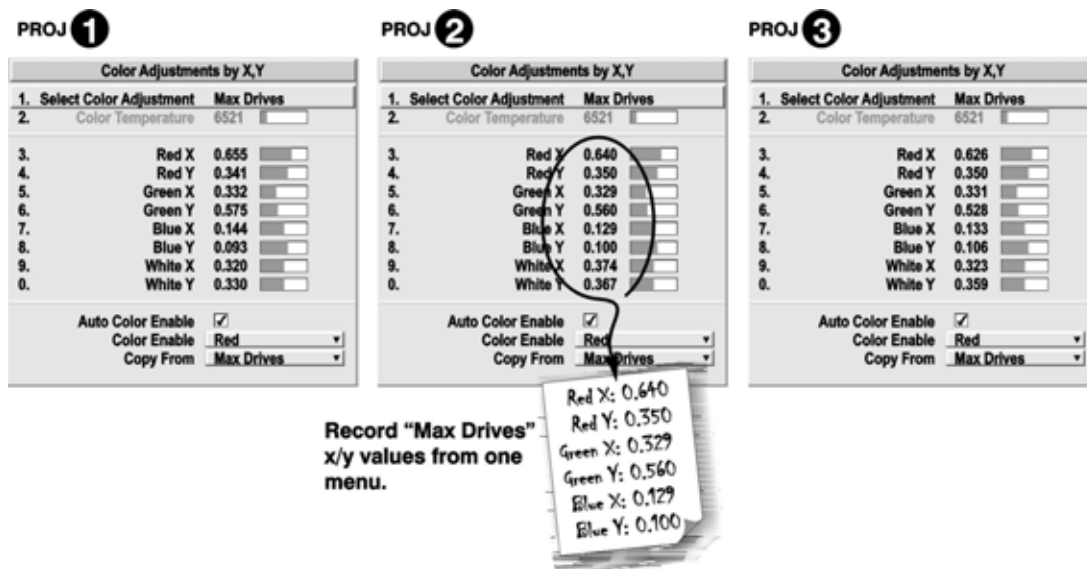 PROJ 1
Color Adjustments by X,Y
1. Select Color Adjustment Max Drives
2. Color Temperature 6521
3. Red X 0.655
4. Red Y 0.341
5. Green X 0.332
6. Green Y 0.575
7. Blue X 0.144
8. Blue Y 0.093
9. White X 0.320
0. White Y 0.330
Auto Color Enable
Color Enable Red
Copy From Max Drives
PROJ 2
Color Adjustments by X,Y
1. Select Color Adjustment Max Drives
2. Color Temperature 6521
3. Red X 0.640
4. Red Y 0.350
5. Green X 0.329
6. Green Y 0.560
7. Blue X 0.129
8. Blue Y 0.100
9. White X 0.374
0. White Y 0.367
Auto Color Enable
Color Enable Red
Copy From Max Drives
PROJ 3
Color Adjustments by X,Y
1. Select Color Adjustment Max Drives
2. Color Temperature 6521
3. Red X 0.626
4. Red Y 0.350
5. Green X 0.331
6. Green Y 0.528
7. Blue X 0.133
8. Blue Y 0.106
9. White X 0.323
0. White Y 0.359
Auto Color Enable
Color Enable Red
Copy From Max Drives
Record “Max Drives”
x/y values from one
menu.
Red X: 0.640
Red Y: 0.350
Green X: 0.329
Green Y: 0.560
Blue X: 0.129
Blue Y: 0.100